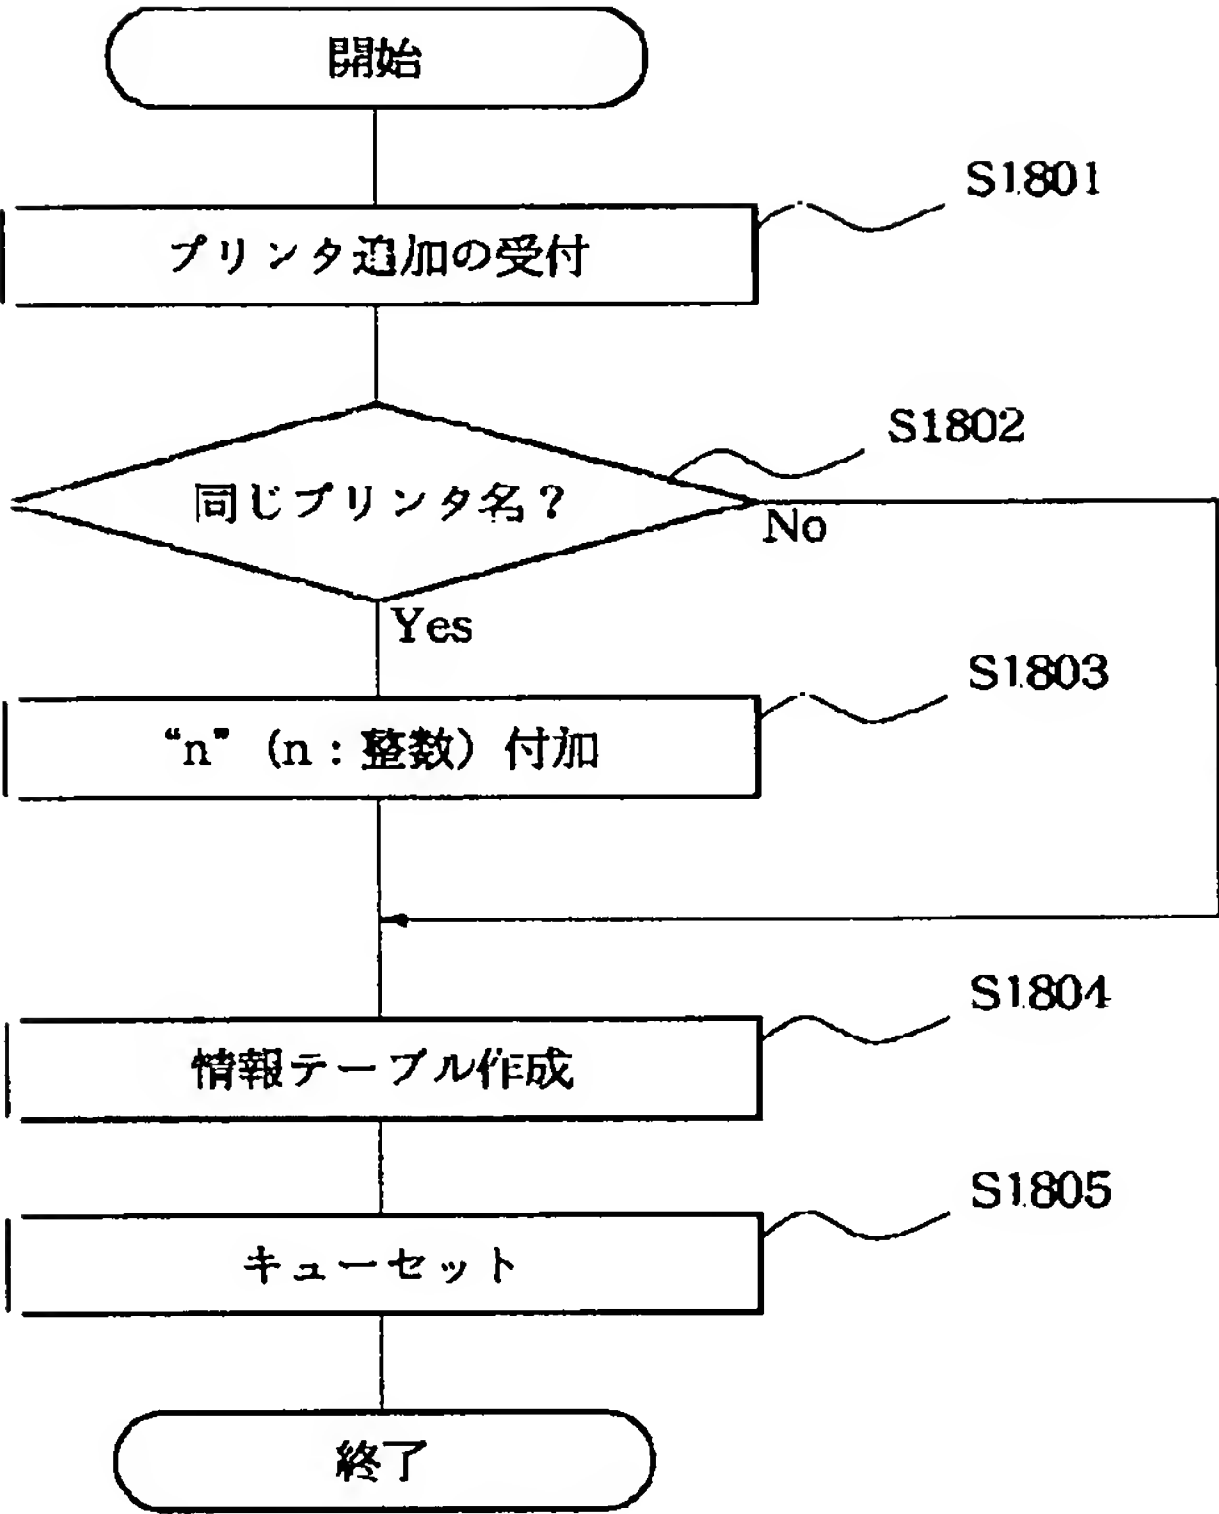 開始
S1801
プリンタ追加の受付
S1802
同じプリンタ名？
No
Yes
S1803
“n”（n：整数）付加
S1804
情報テーブル作成
S1805
キューセット
終了